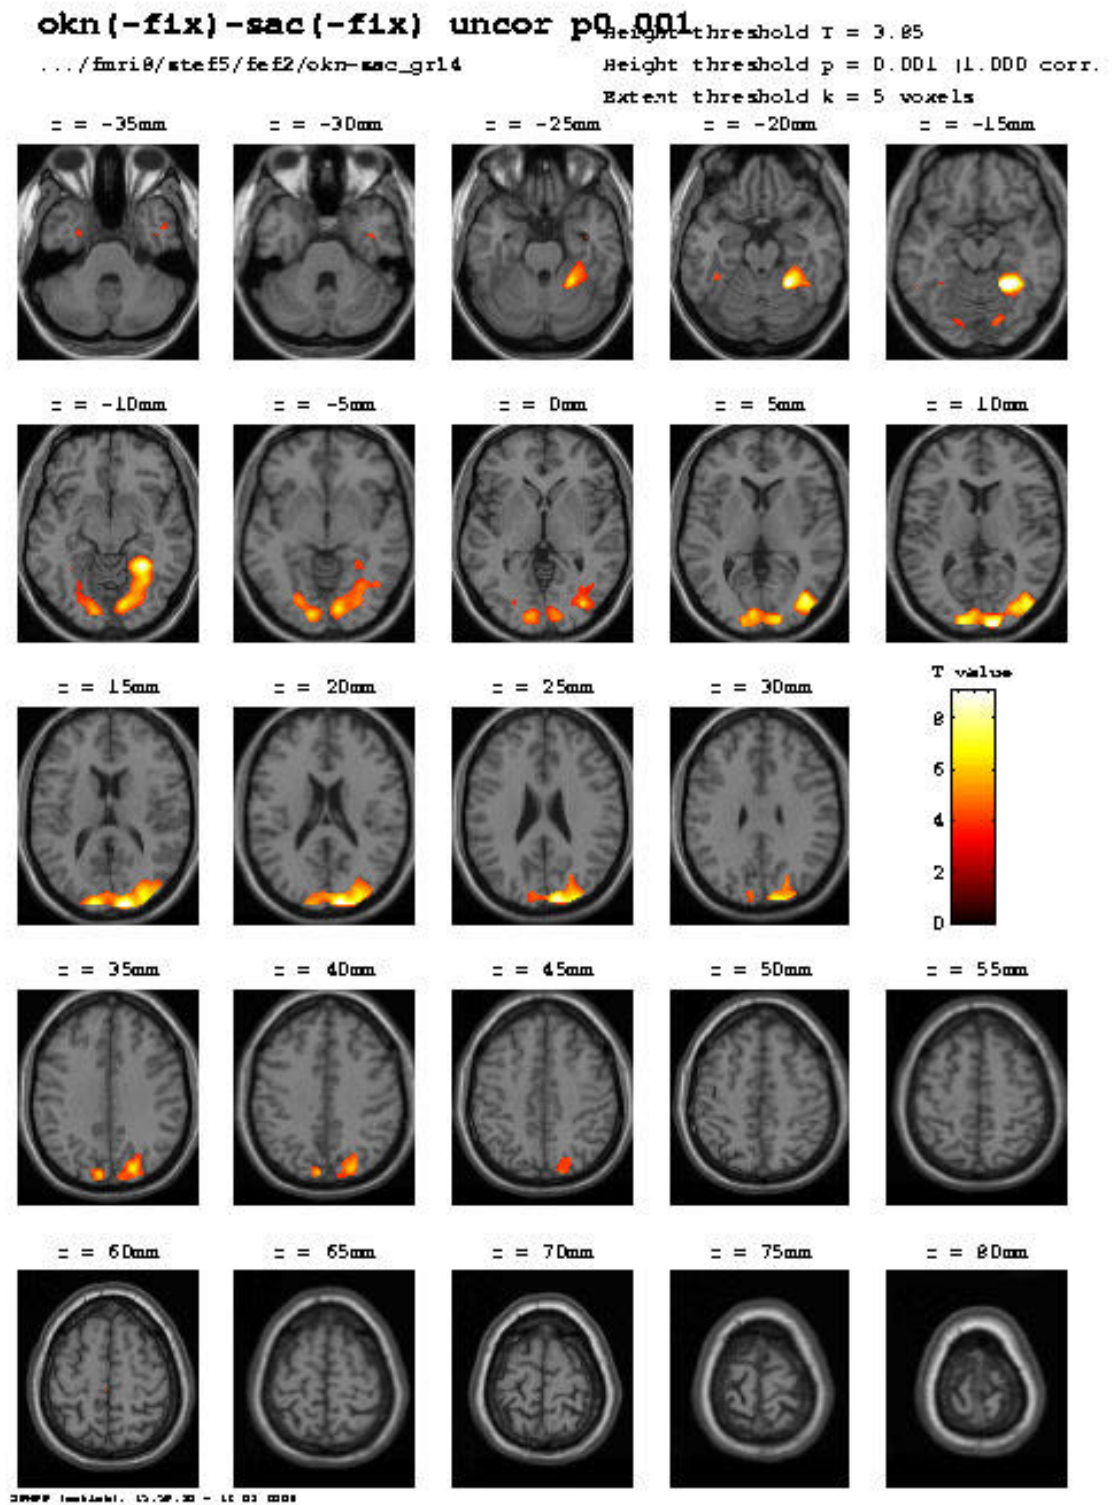 okn(-fix)-sac(-fix) uncor p0.001
Height threshold T = 3.85
.../fmri8/stef5/fef2/okn-sac_gr14
Height threshold p = 0.001 (1.000 corr.
Extent threshold k = 5 voxels
z = -35mm z = -30mm z = -25mm z = -20mm z = -15mm
z = -10mm z = -5mm z = 0mm z = 5mm z = 10mm
z = 15mm z = 20mm z = 25mm z = 30mm
T value
8
6
4
2
0
z = 35mm z = 40mm z = 45mm z = 50mm z = 55mm
z = 60mm z = 65mm z = 70mm z = 75mm z = 80mm